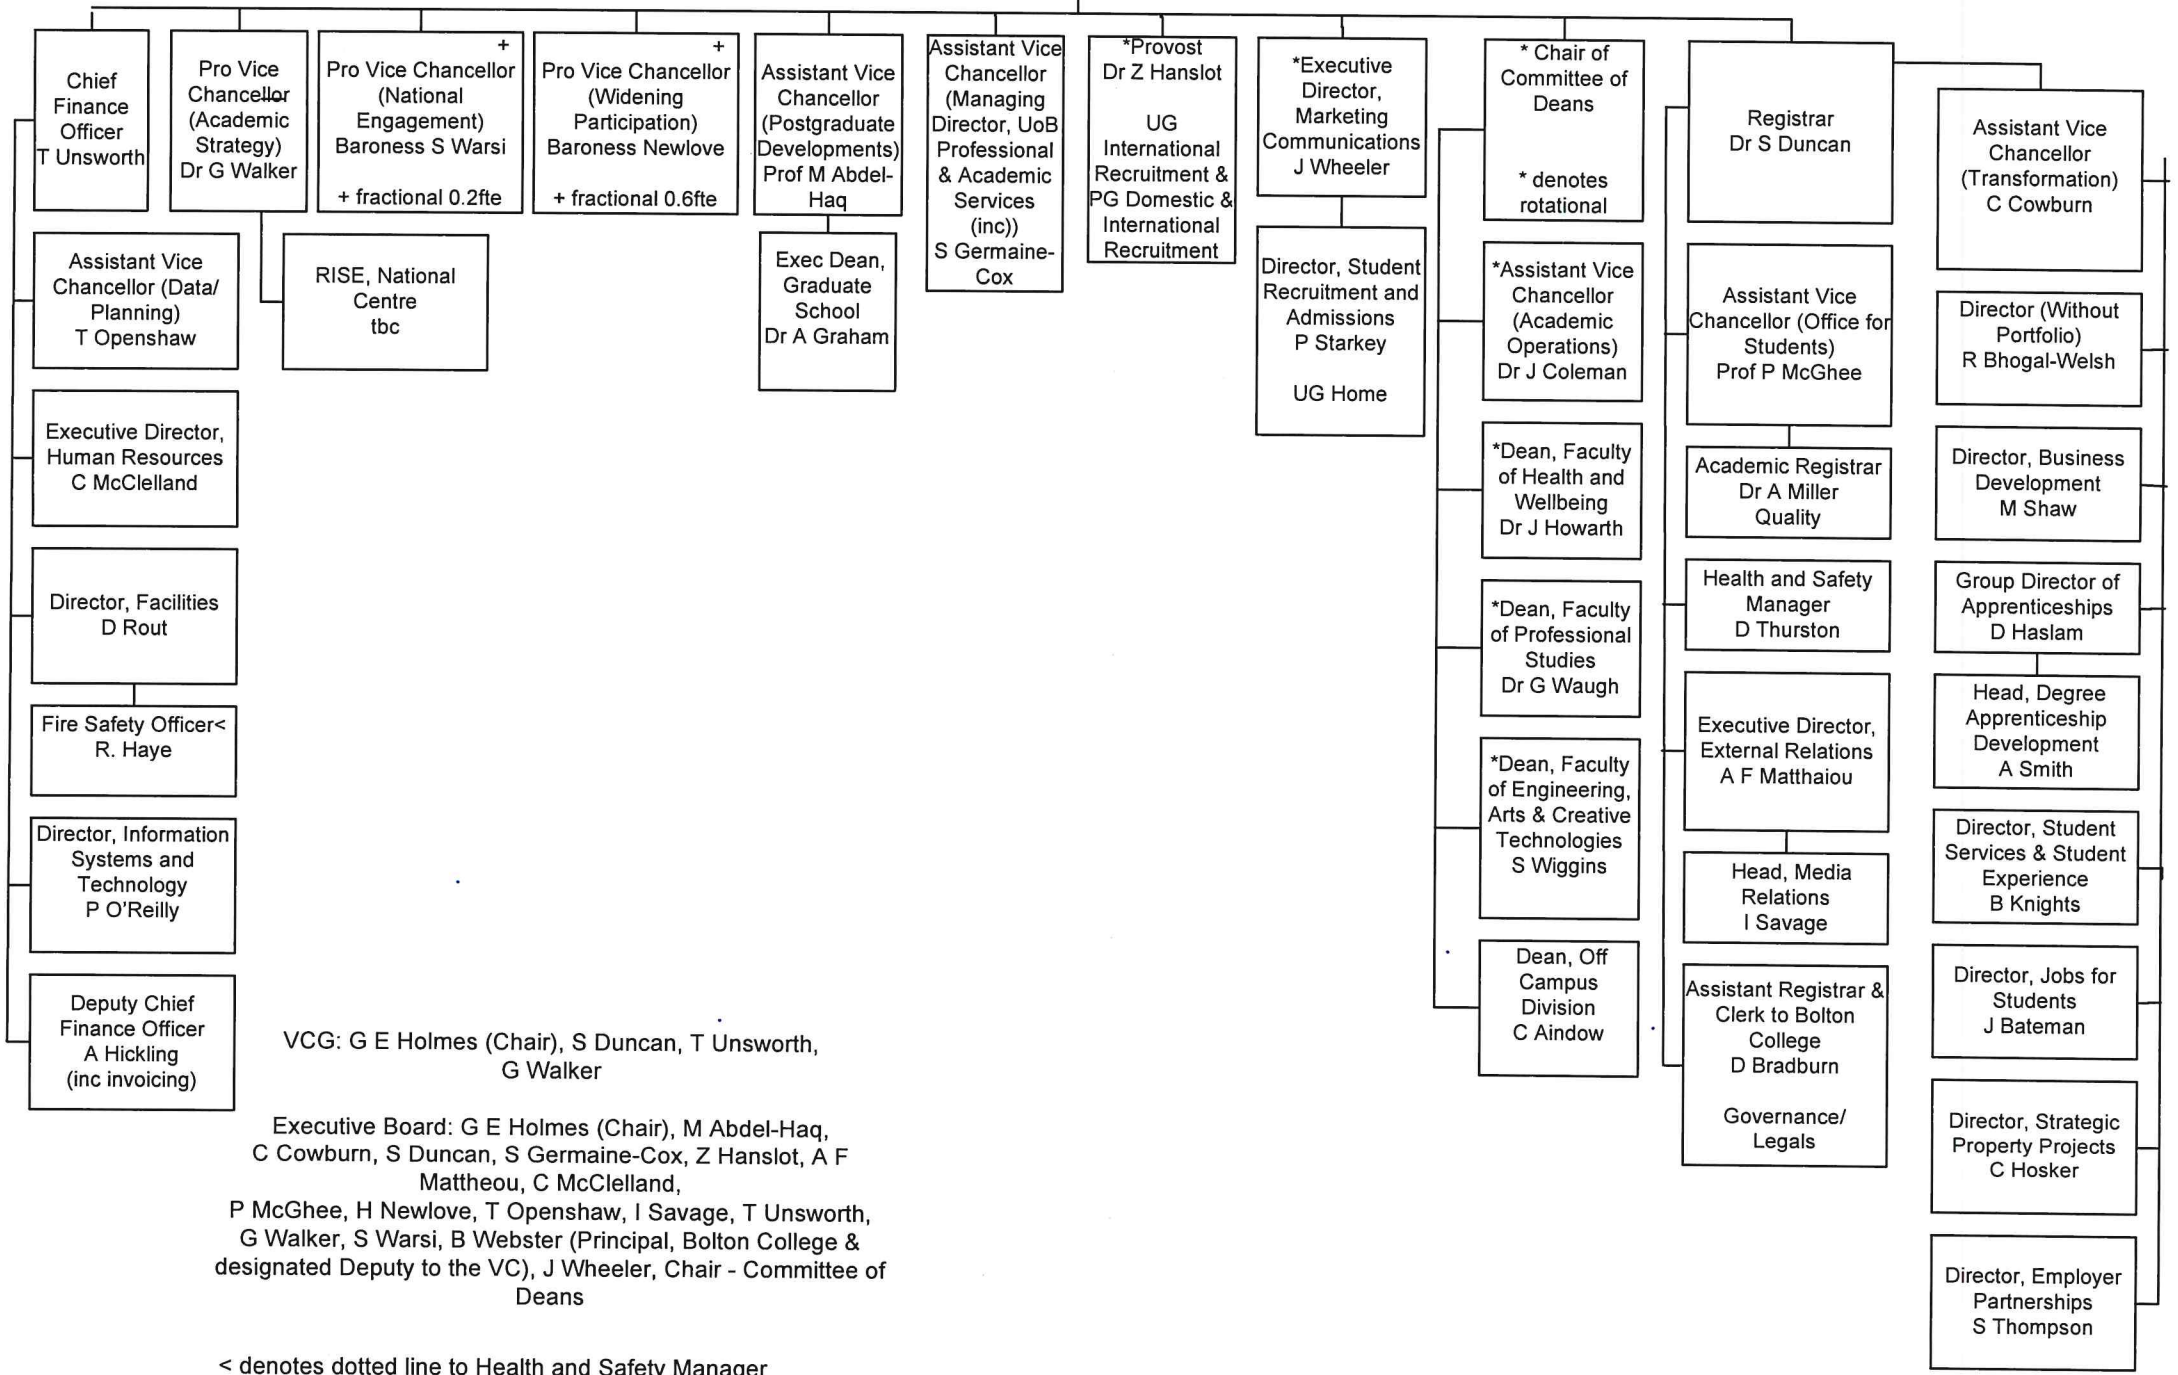 Chief
Finance
Officer
T Unsworth
Pro Vice
Chancellor
(Academic
Strategy)
Dr G Walker
+
Pro Vice Chancellor
(National
Engagement)
Baroness S Warsi
+ fractional 0.2fte
+
Pro Vice Chancellor
(Widening
Participation)
Baroness Newlove
+ fractional 0.6fte
Assistant Vice
Chancellor
(Postgraduate
Developments)
Prof M Abdel-
Haq
Assistant Vice
Chancellor
(Managing
Director, UoB
Professional
& Academic
Services
(inc))
S Germaine-
Cox
*Provost
Dr Z Hanslot
UG
International
Recruitment &
PG Domestic &
International
Recruitment
*Executive
Director,
Marketing
Communications
J Wheeler
* Chair of
Committee of
Deans
* denotes
rotational
Registrar
Dr S Duncan
Assistant Vice
Chancellor
(Transformation)
C Cowburn
Assistant Vice
Chancellor (Data/
Planning)
T Openshaw
RISE, National
Centre
tbc
Exec Dean,
Graduate
School
Dr A Graham
Director, Student
Recruitment and
Admissions
P Starkey
UG Home
*Assistant Vice
Chancellor
(Academic
Operations)
Dr J Coleman
Assistant Vice
Chancellor (Office for
Students)
Prof P McGhee
Director (Without
Portfolio)
R Bhogal-Welsh
Executive Director,
Human Resources
C McClelland
*Dean, Faculty
of Health and
Wellbeing
Dr J Howarth
Academic Registrar
Dr A Miller
Quality
Director, Business
Development
M Shaw
Director, Facilities
D Rout
*Dean, Faculty
of Professional
Studies
Dr G Waugh
Health and Safety
Manager
D Thurston
Group Director of
Apprenticeships
D Haslam
Fire Safety Officer<
R. Haye
*Dean, Faculty
of Engineering,
Arts & Creative
Technologies
S Wiggins
Executive Director,
External Relations
A F Matthaiou
Head, Degree
Apprenticeship
Development
A Smith
Director, Information
Systems and
Technology
P O'Reilly
Head, Media
Relations
I Savage
Director, Student
Services & Student
Experience
B Knights
Deputy Chief
Finance Officer
A Hickling
(inc invoicing)
Dean, Off
Campus
Division
C Aindow
Assistant Registrar &
Clerk to Bolton
College
D Bradburn
Governance/
Legals
Director, Jobs for
Students
J Bateman
Director, Strategic
Property Projects
C Hosker
Director, Employer
Partnerships
S Thompson
VCG: G E Holmes (Chair), S Duncan, T Unsworth,
G Walker
Executive Board: G E Holmes (Chair), M Abdel-Haq,
C Cowburn, S Duncan, S Germaine-Cox, Z Hanslot, A F
Mattheou, C McClelland,
P McGhee, H Newlove, T Openshaw, I Savage, T Unsworth,
G Walker, S Warsi, B Webster (Principal, Bolton College &
designated Deputy to the VC), J Wheeler, Chair - Committee of
Deans
< denotes dotted line to Health and Safety Manager